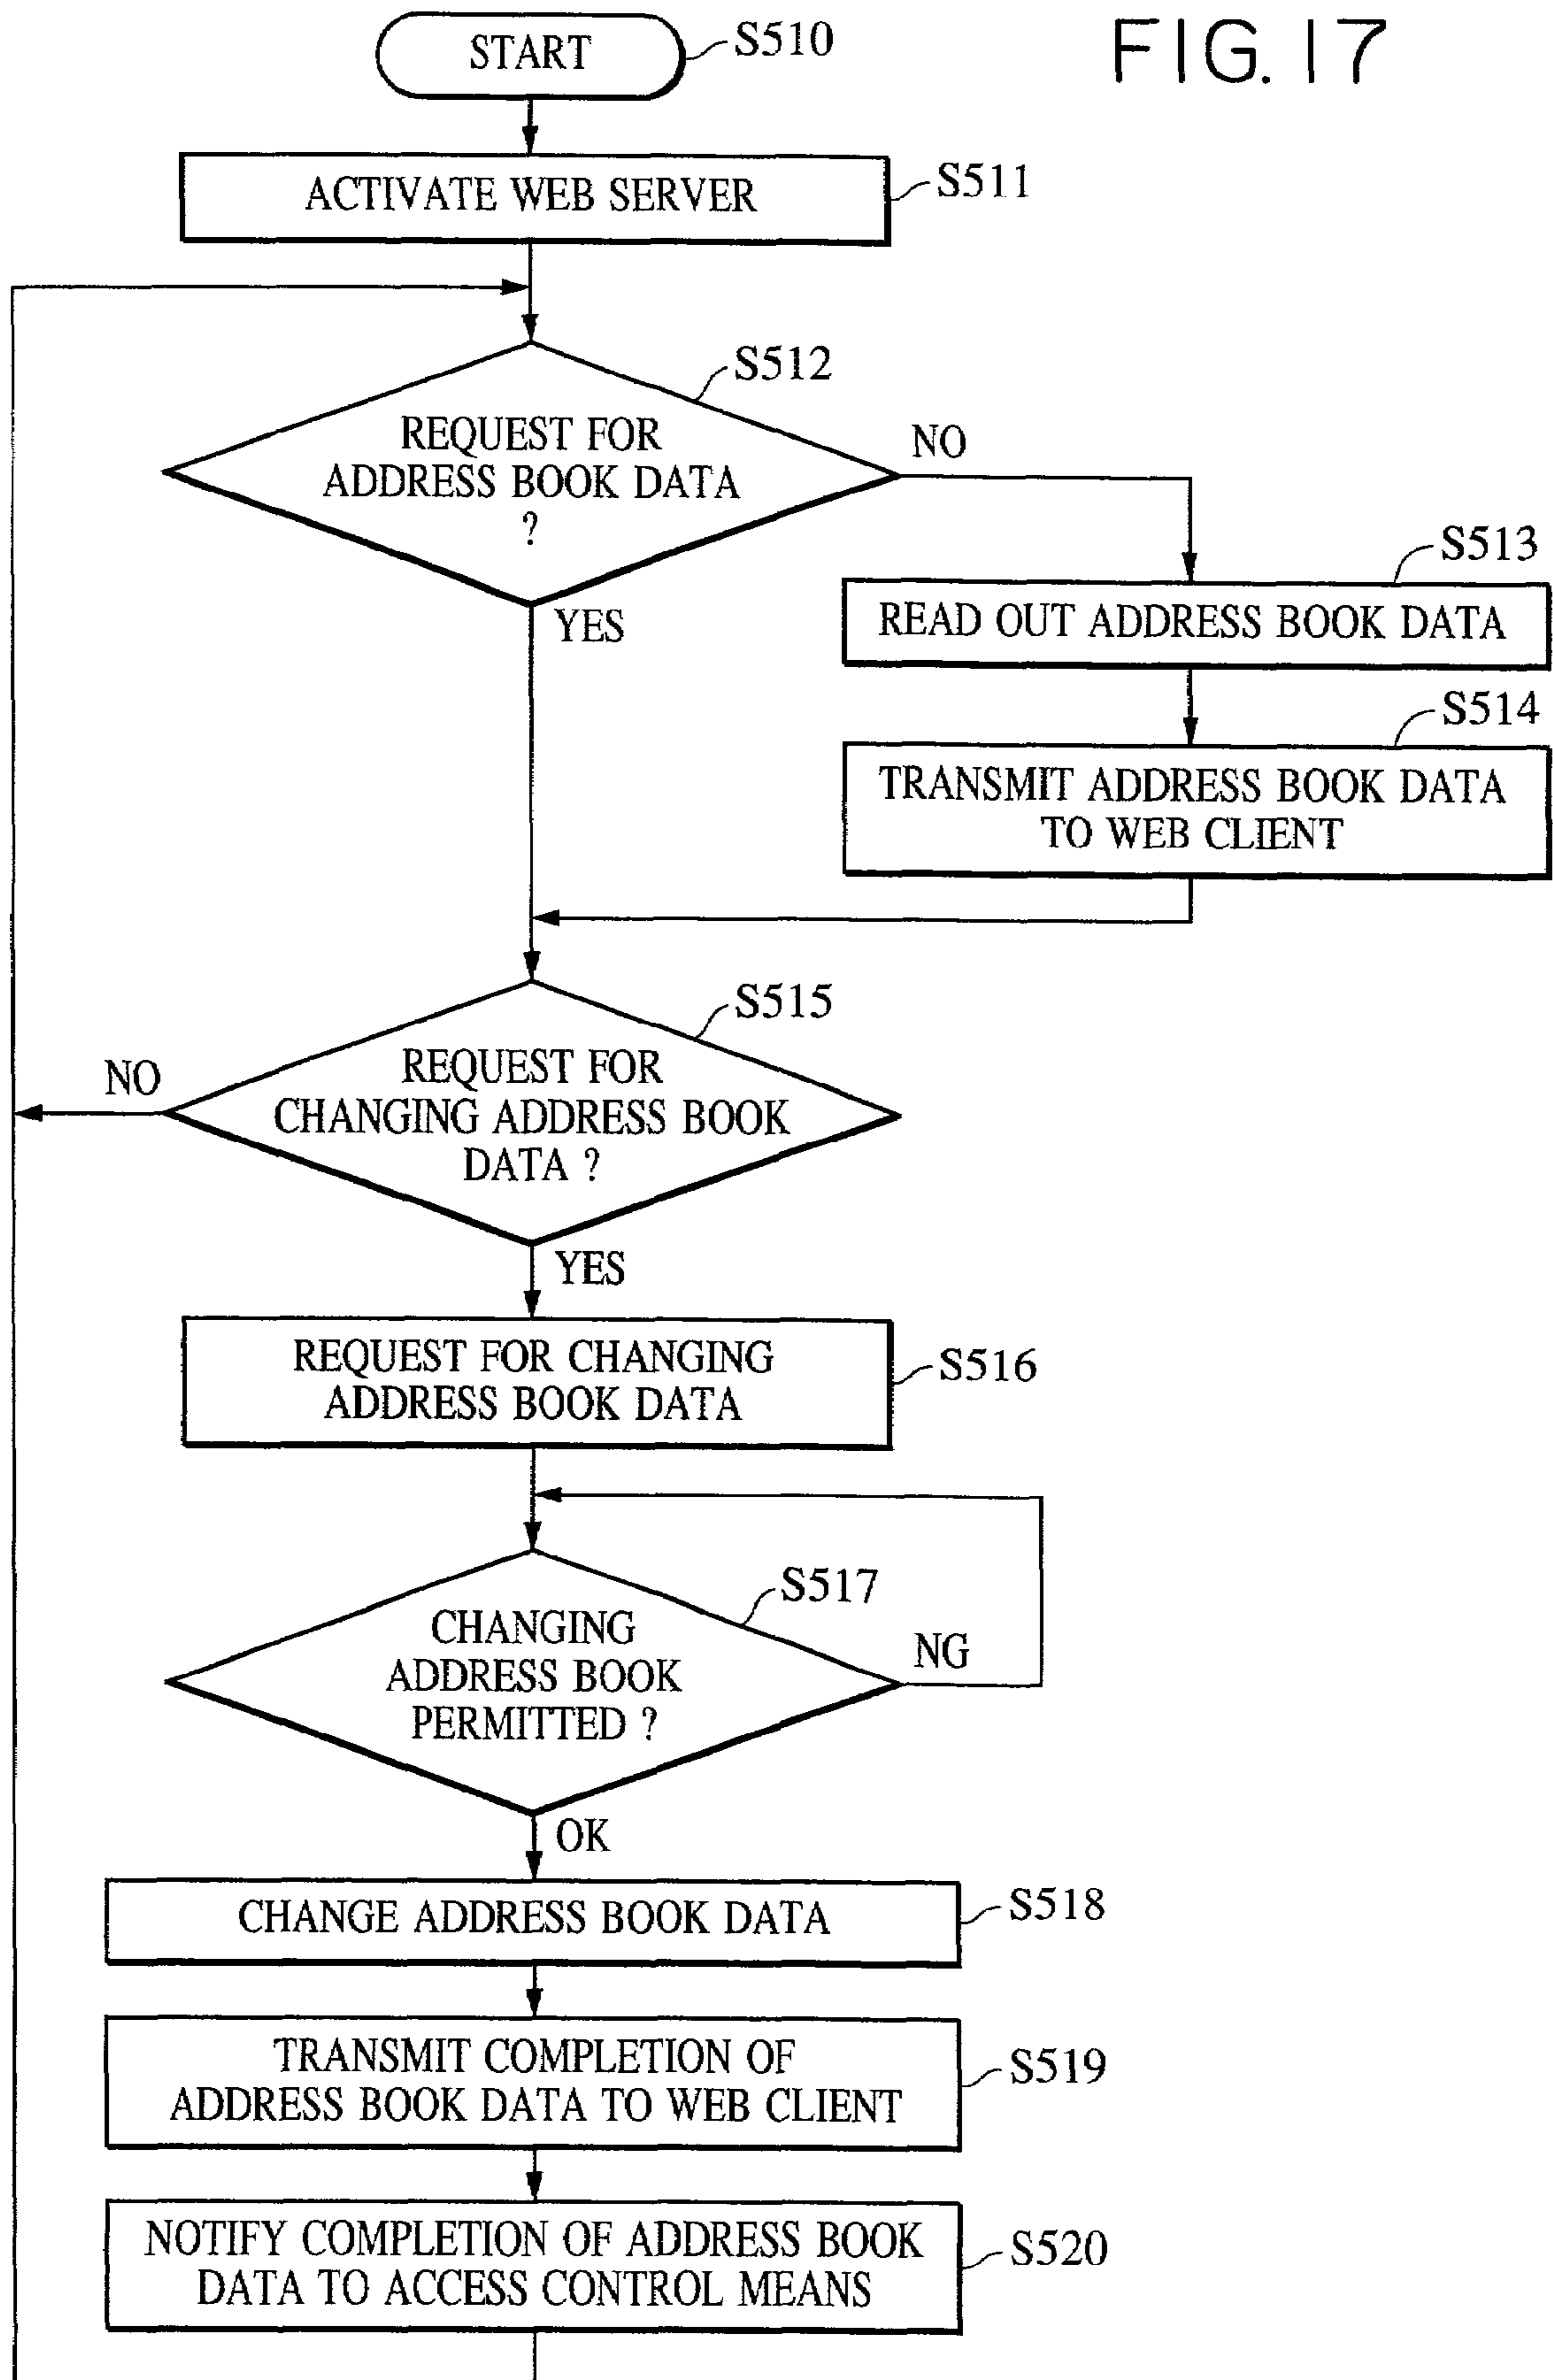 FIG. 17
START
S510
ACTIVATE WEB SERVER
S511
S512
REQUEST FOR
ADDRESS BOOK DATA
?
NO
YES
S513
READ OUT ADDRESS BOOK DATA
S514
TRANSMIT ADDRESS BOOK DATA
TO WEB CLIENT
S515
REQUEST FOR
CHANGING ADDRESS BOOK
DATA ?
NO
YES
REQUEST FOR CHANGING
ADDRESS BOOK DATA
S516
S517
CHANGING
ADDRESS BOOK
PERMITTED ?
NG
OK
CHANGE ADDRESS BOOK DATA
S518
TRANSMIT COMPLETION OF
ADDRESS BOOK DATA TO WEB CLIENT
S519
NOTIFY COMPLETION OF ADDRESS BOOK
DATA TO ACCESS CONTROL MEANS
S520